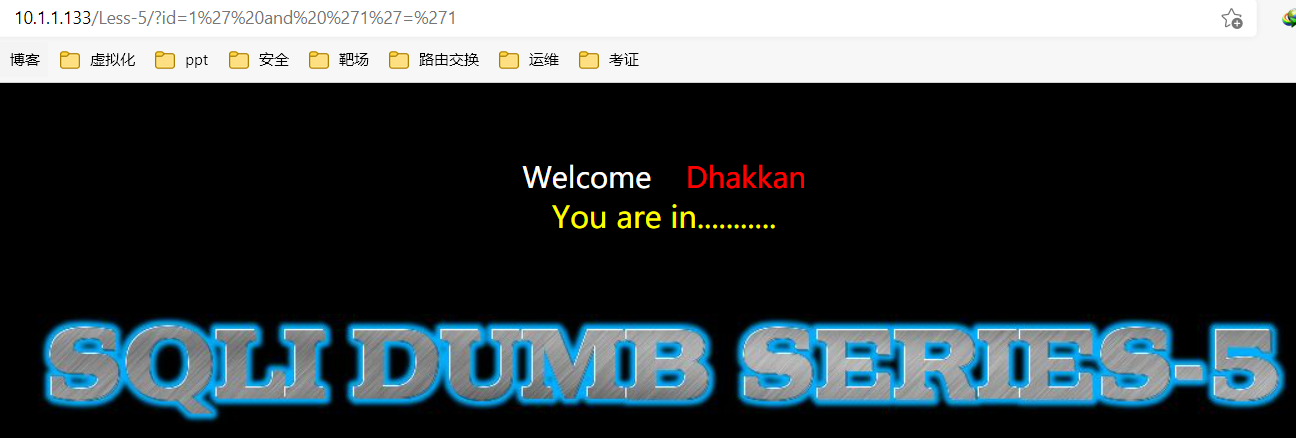 10.1.1.133/Less-5/?id=1%27%20and%20%271%27=%271
博客 虚拟化 ppt 安全 靶场 路由交换 运维 考证
Welcome Dhakkan
You are in...........
SQLI DUMB SERIES-5